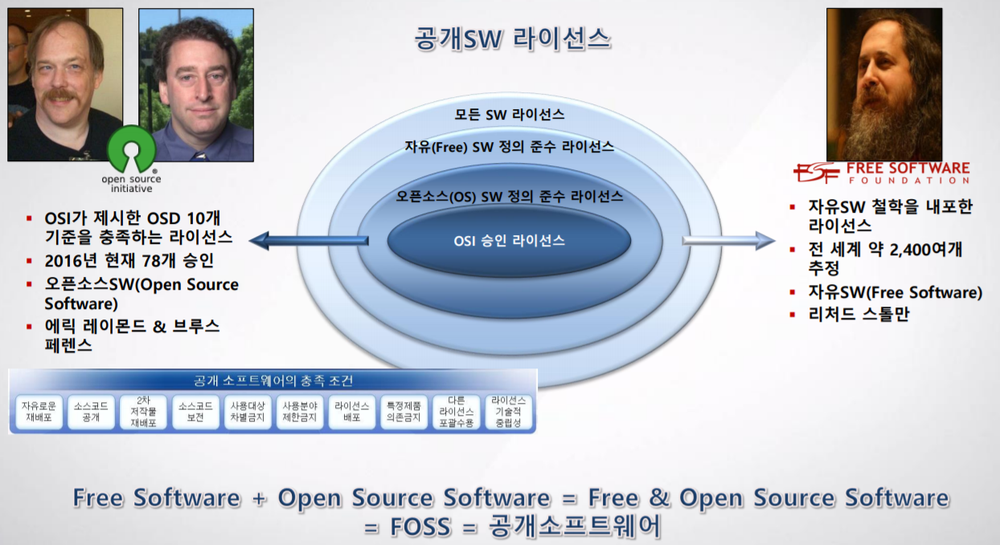 공개SW 라이선스
open source
initiative
®
OSI가 제시한 OSD 10개
기준을 충족하는 라이선스
2016년 현재 78개 승인
오픈소스SW(Open Source
Software)
에릭 레이몬드 & 브루스
페렌스
모든 SW 라이선스
자유(Free) SW 정의 준수 라이선스
오픈소스(OS) SW 정의 준수 라이선스
OSI 승인 라이선스
FSF FREE SOFTWARE
FOUNDATION
자유SW 철학을 내포한
라이선스
전 세계 약 2,400여개
추정
자유SW(Free Software)
리처드 스톨만
공개 소프트웨어의 충족 조건
자유로운
재배포
소스코드
공개
2차
저작물
재배포
소스코드
보전
사용대상
차별금지
사용분야
제한금지
라이선스
배포
특정제품
의존금지
다른
라이선스
포괄수용
라이선스
기술적
중립성
Free Software + Open Source Software = Free & Open Source Software
= FOSS = 공개소프트웨어